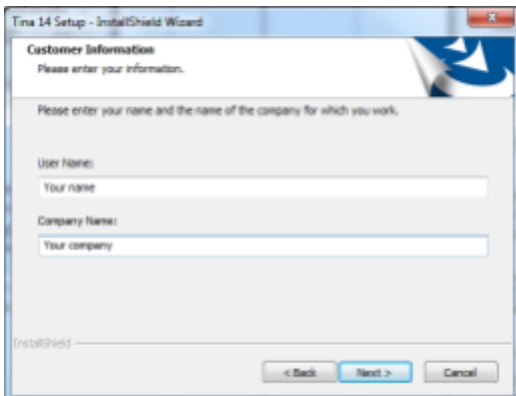 Tina 14 Setup - InstallShield Wizard
Customer Information
Please enter your information.
Please enter your name and the name of the company for which you work.
User Name:
Your name
Company Name:
Your company
InstallShield
< Back
Next >
Cancel